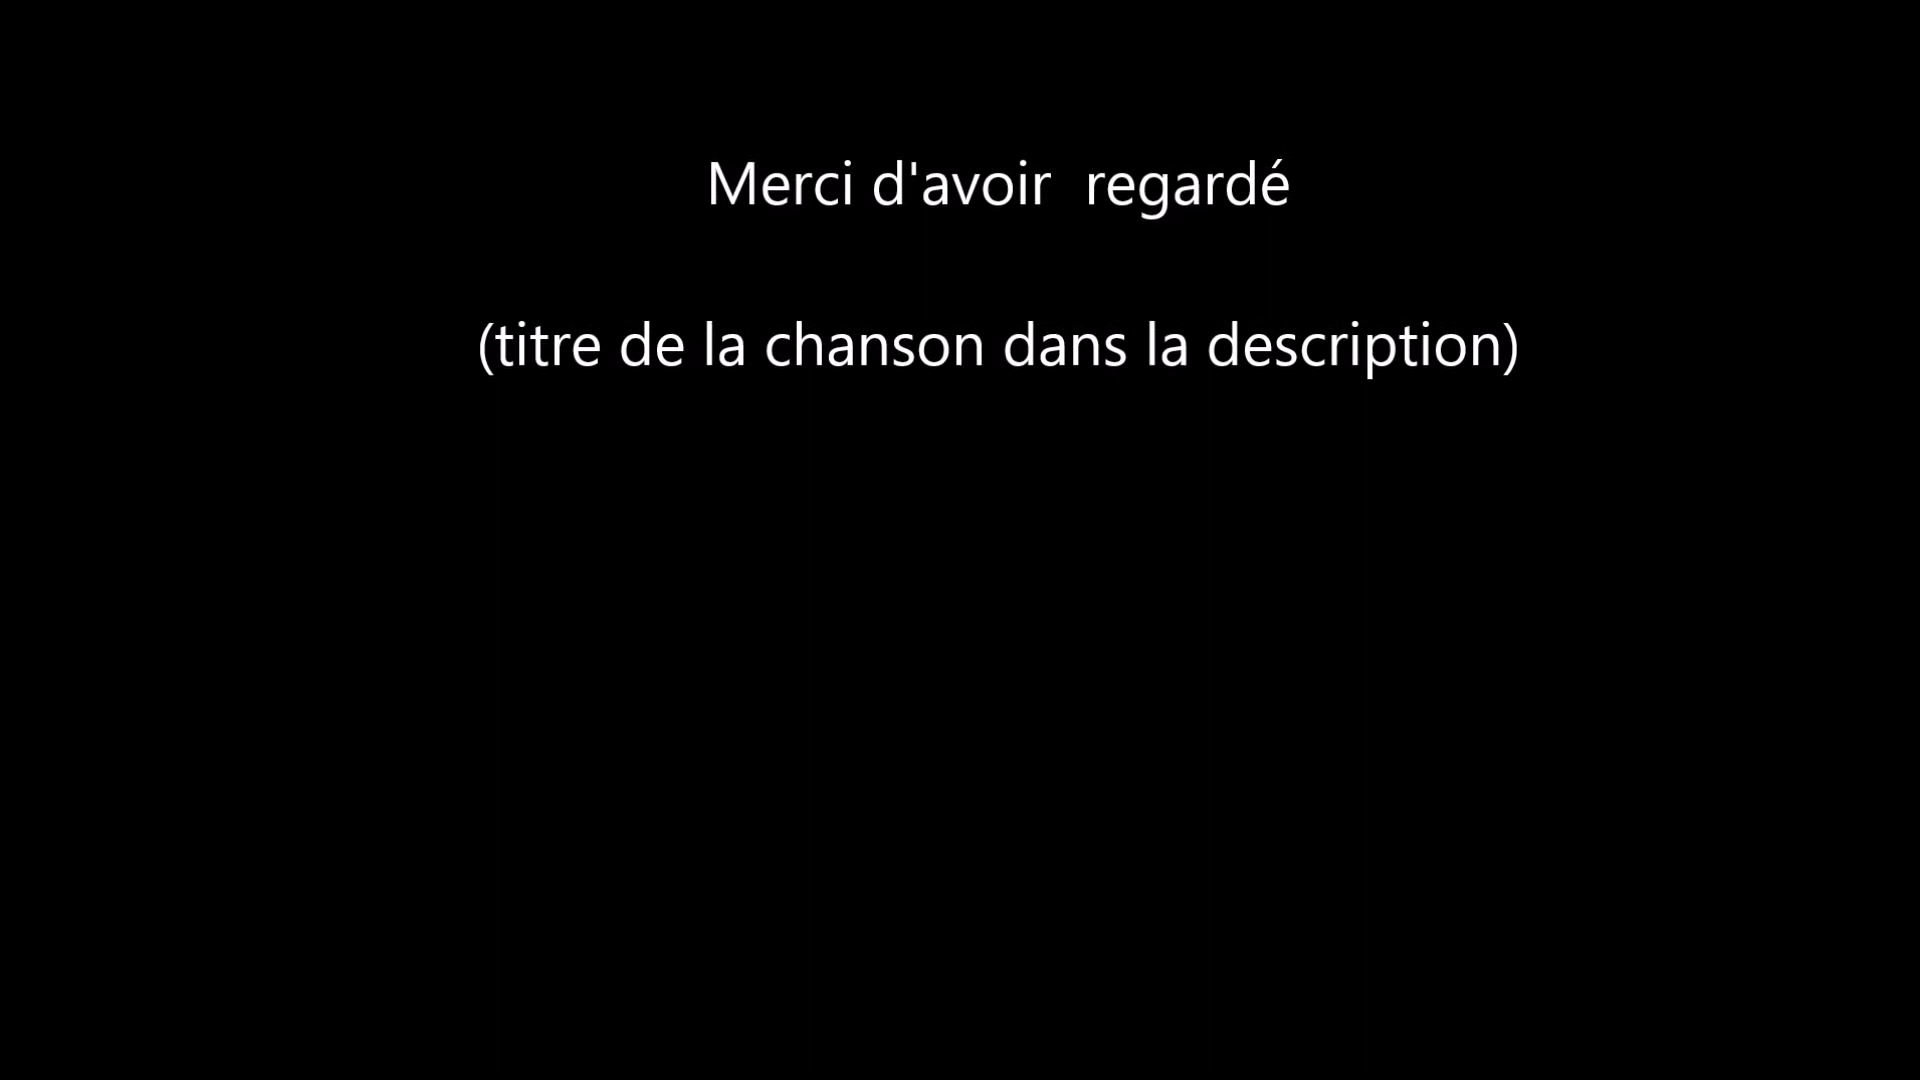 Merci d'avoir  regardé
(titre de la chanson dans la description)